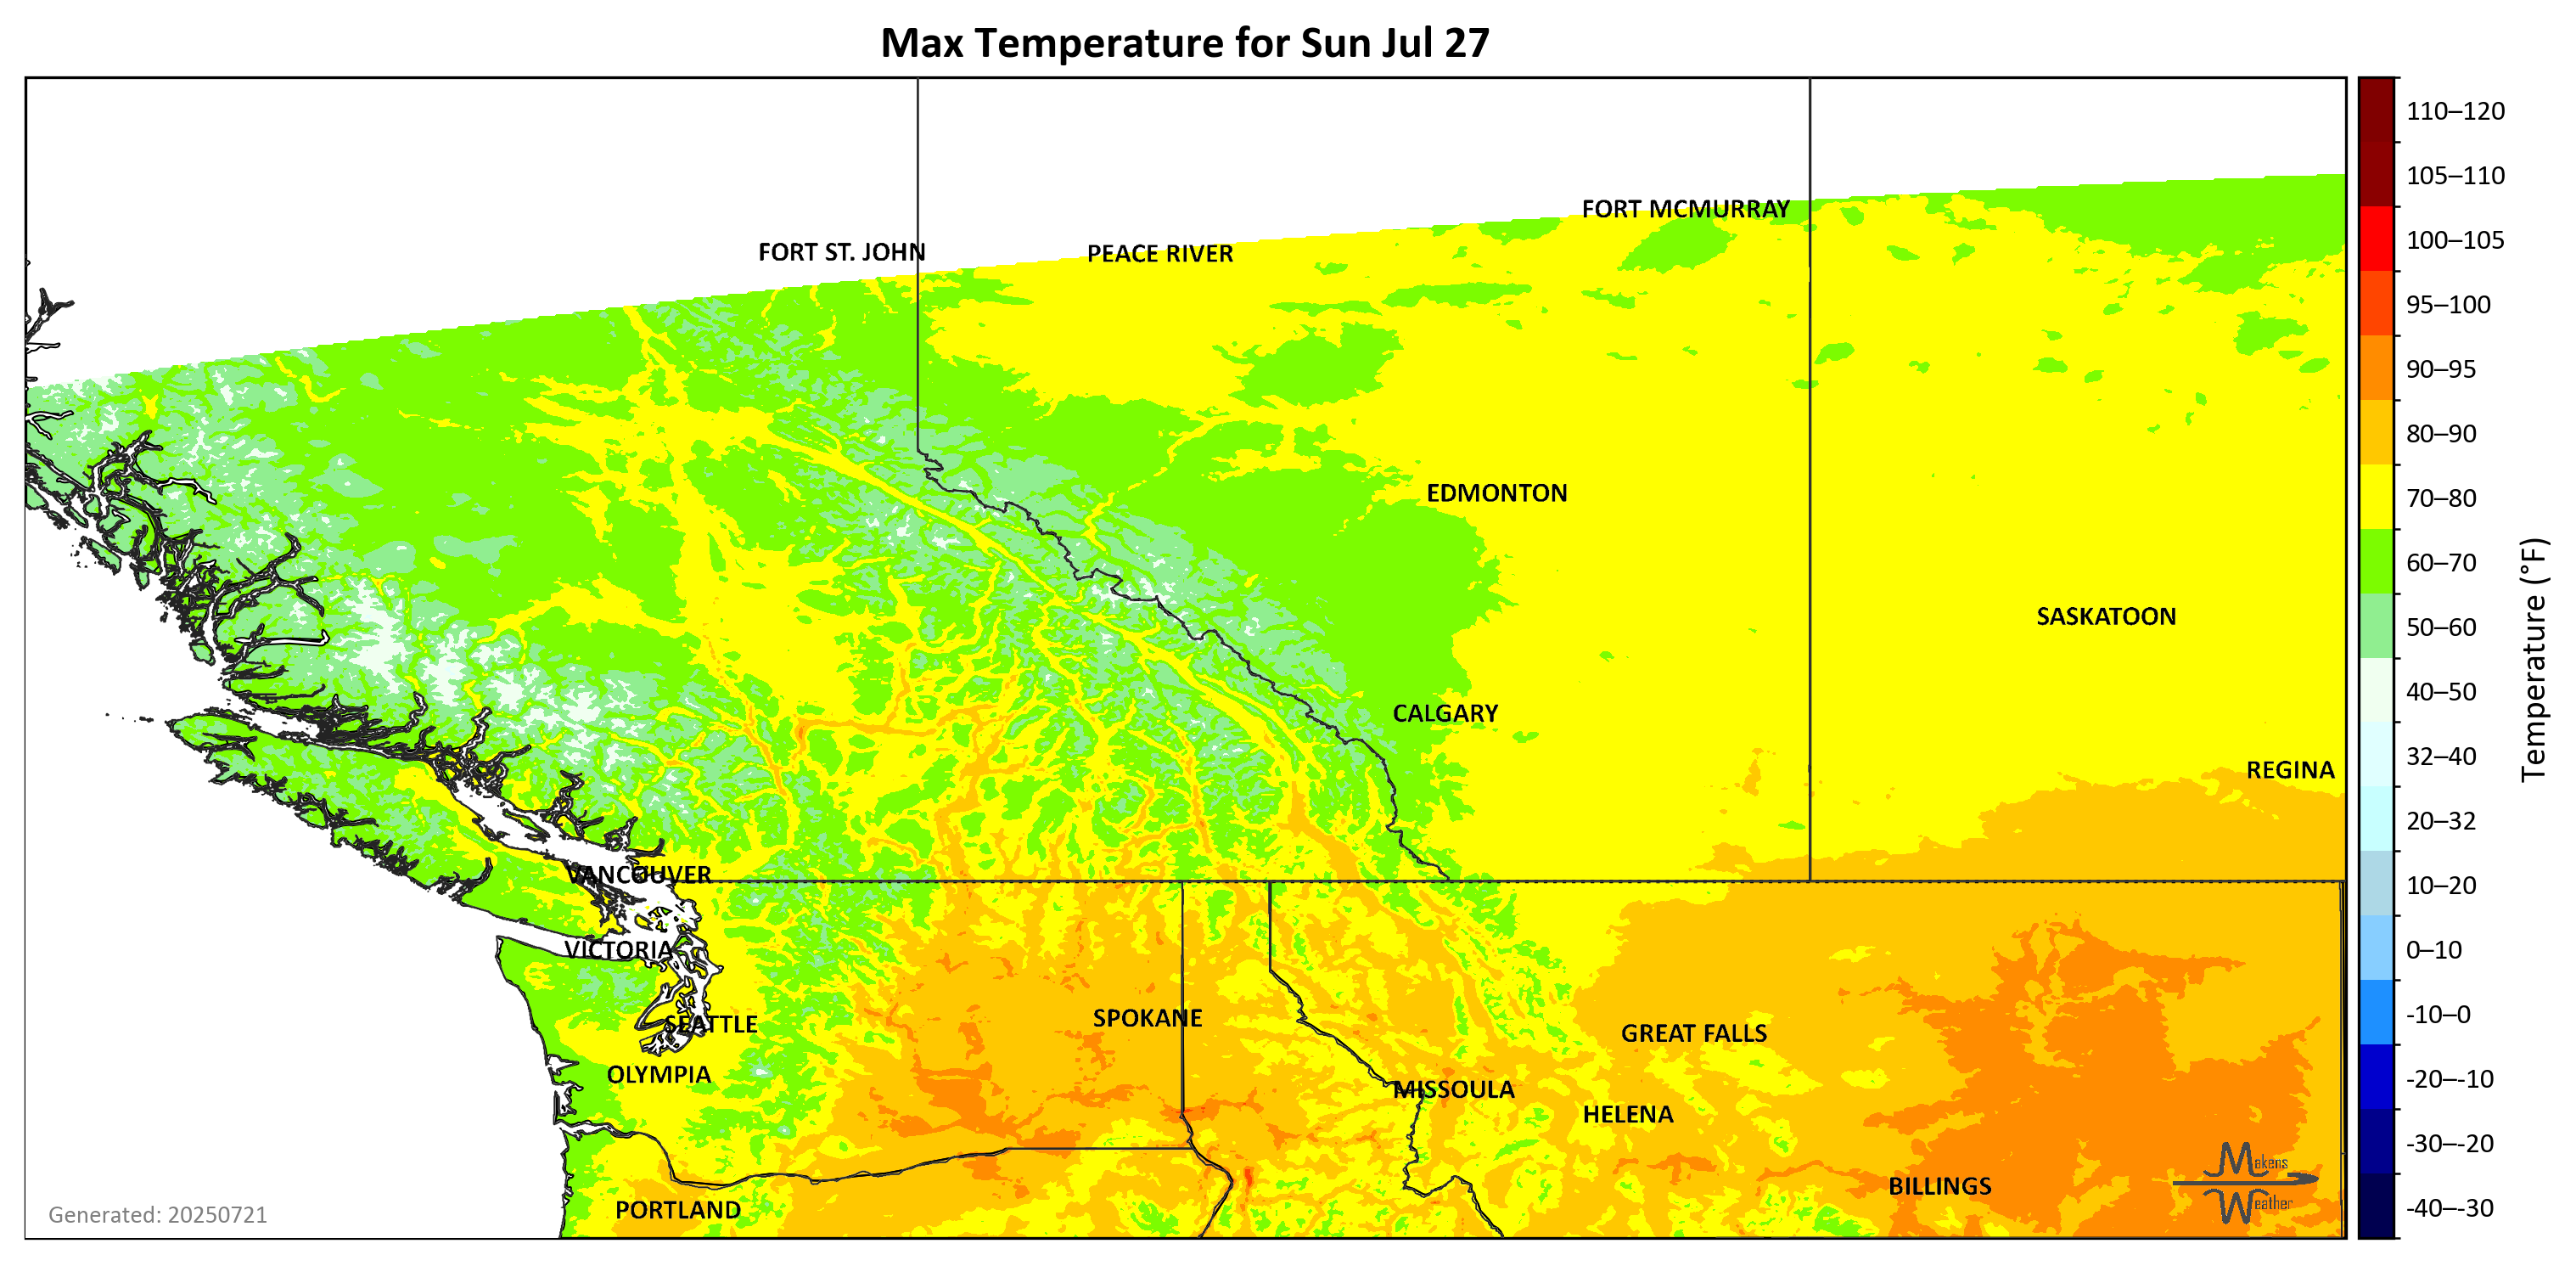 Max Temperature for Sun Jul 27
110–120
105–110
FORT MCMURRAY
100–105
FORT ST. JOHN
PEACE RIVER
95–100
90–95
80–90
EDMONTON
70–80
60–70
SASKATOON
50–60
40–50
CALGARY
32–40
REGINA
Temperature (°F)
20–32
VANCOUVER
10–20
VICTORIA
0–10
SPOKANE
-10–0
SEATTLE
GREAT FALLS
OLYMPIA
-20–-10
MISSOULA
HELENA
-30–-20
Makens
BILLINGS
Weather
PORTLAND
-40–-30
Generated: 20250721